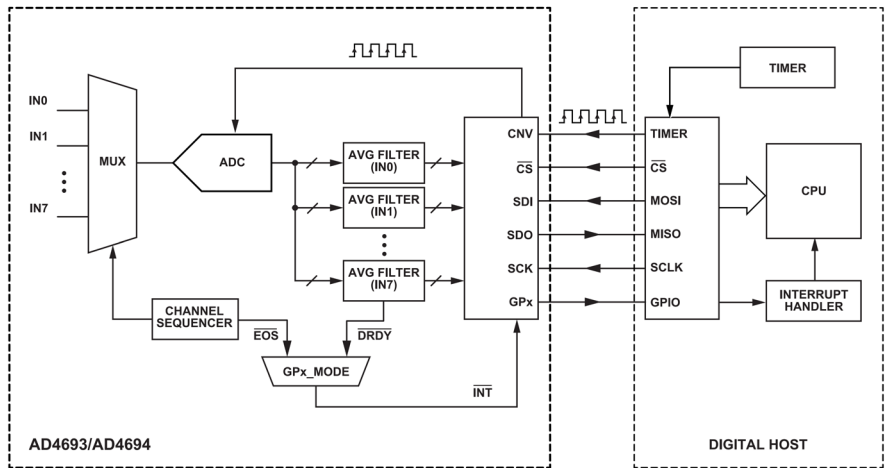 TIMER
IN0
IN1
IN7
MUX
ADC
AVG FILTER
(IN0)
AVG FILTER
(IN1)
AVG FILTER
(IN7)
CNV
CS
SDI
SDO
SCK
GPx
TIMER
CS
MOSI
MISO
SCLK
GPIO
CPU
INTERRUPT
HANDLER
CHANNEL
SEQUENCER
EOS
DRDY
GPx_MODE
INT
AD4693/AD4694
DIGITAL HOST